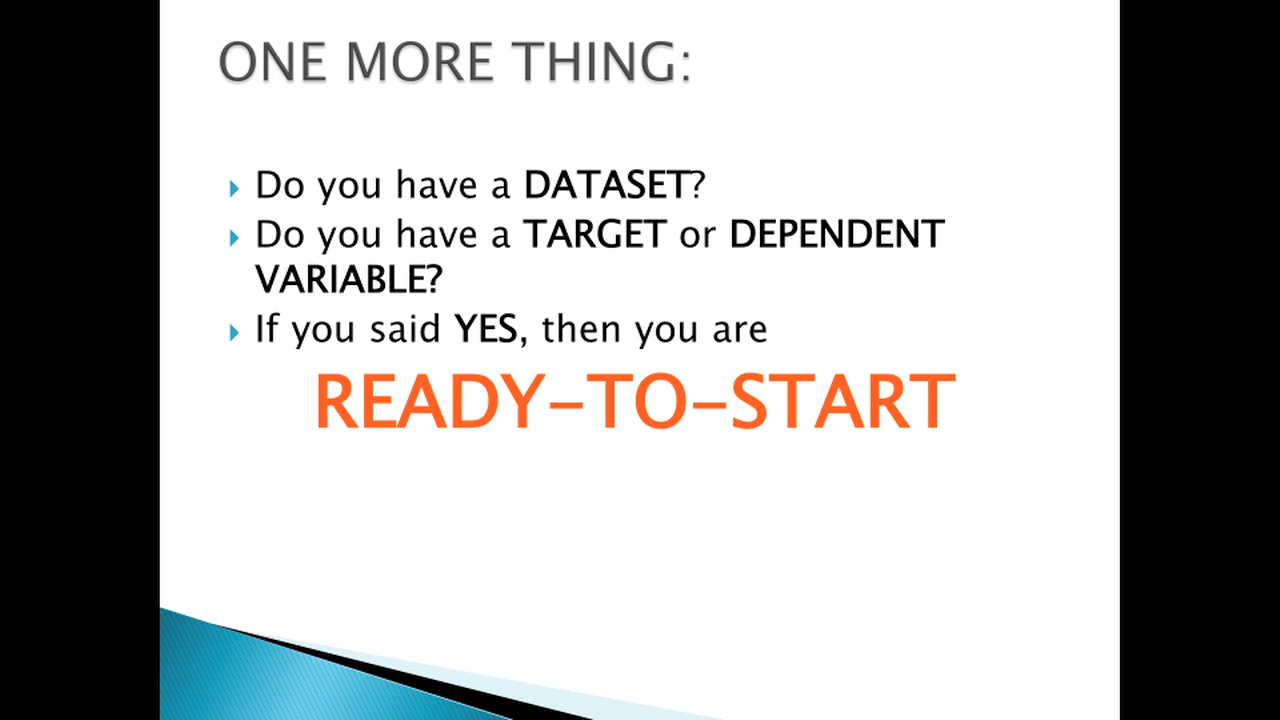 ONE MORE THING:
Do you have a DATASET?
Do you have a TARGET or DEPENDENT
VARIABLE?
If you said YES, then you are
READY-TO-START